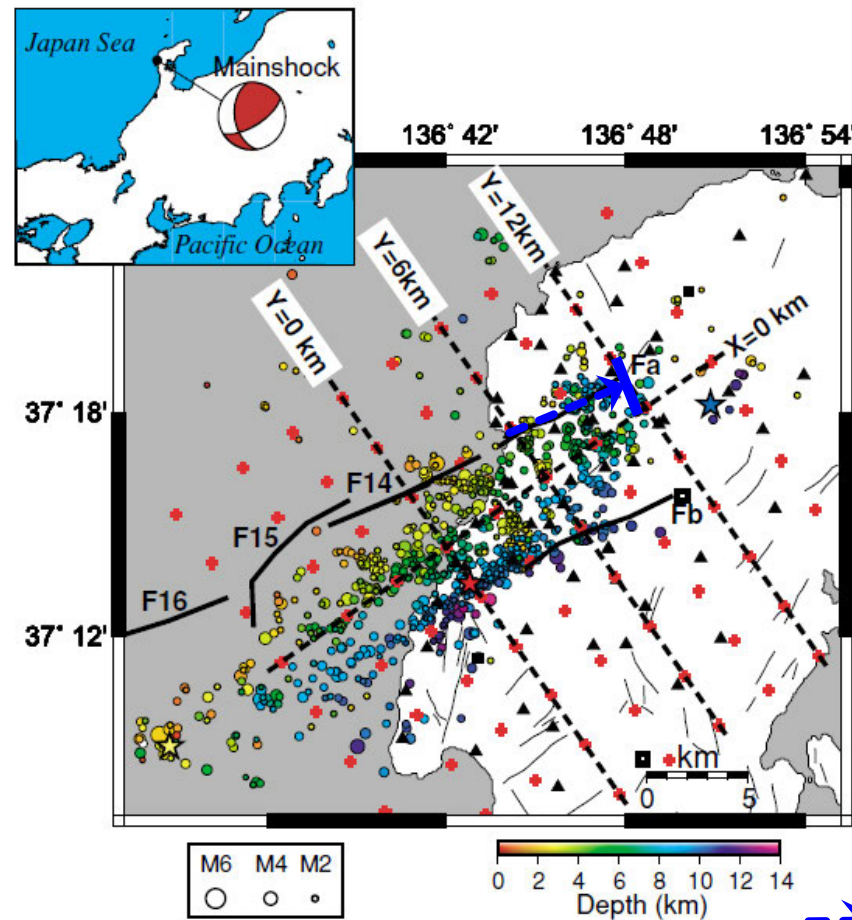 Japan Sea
Mainshock
Pacific Ocean
136° 42'
136° 48'
136° 54'
Y=12km
Y=6km
Y=0 km
X=0 km
Fa
37° 18'
F14
F15
Fb
F16
37° 12'
km
0 5
M6 M4 M2
0 2 4 6 8 10 12 14
Depth (km)